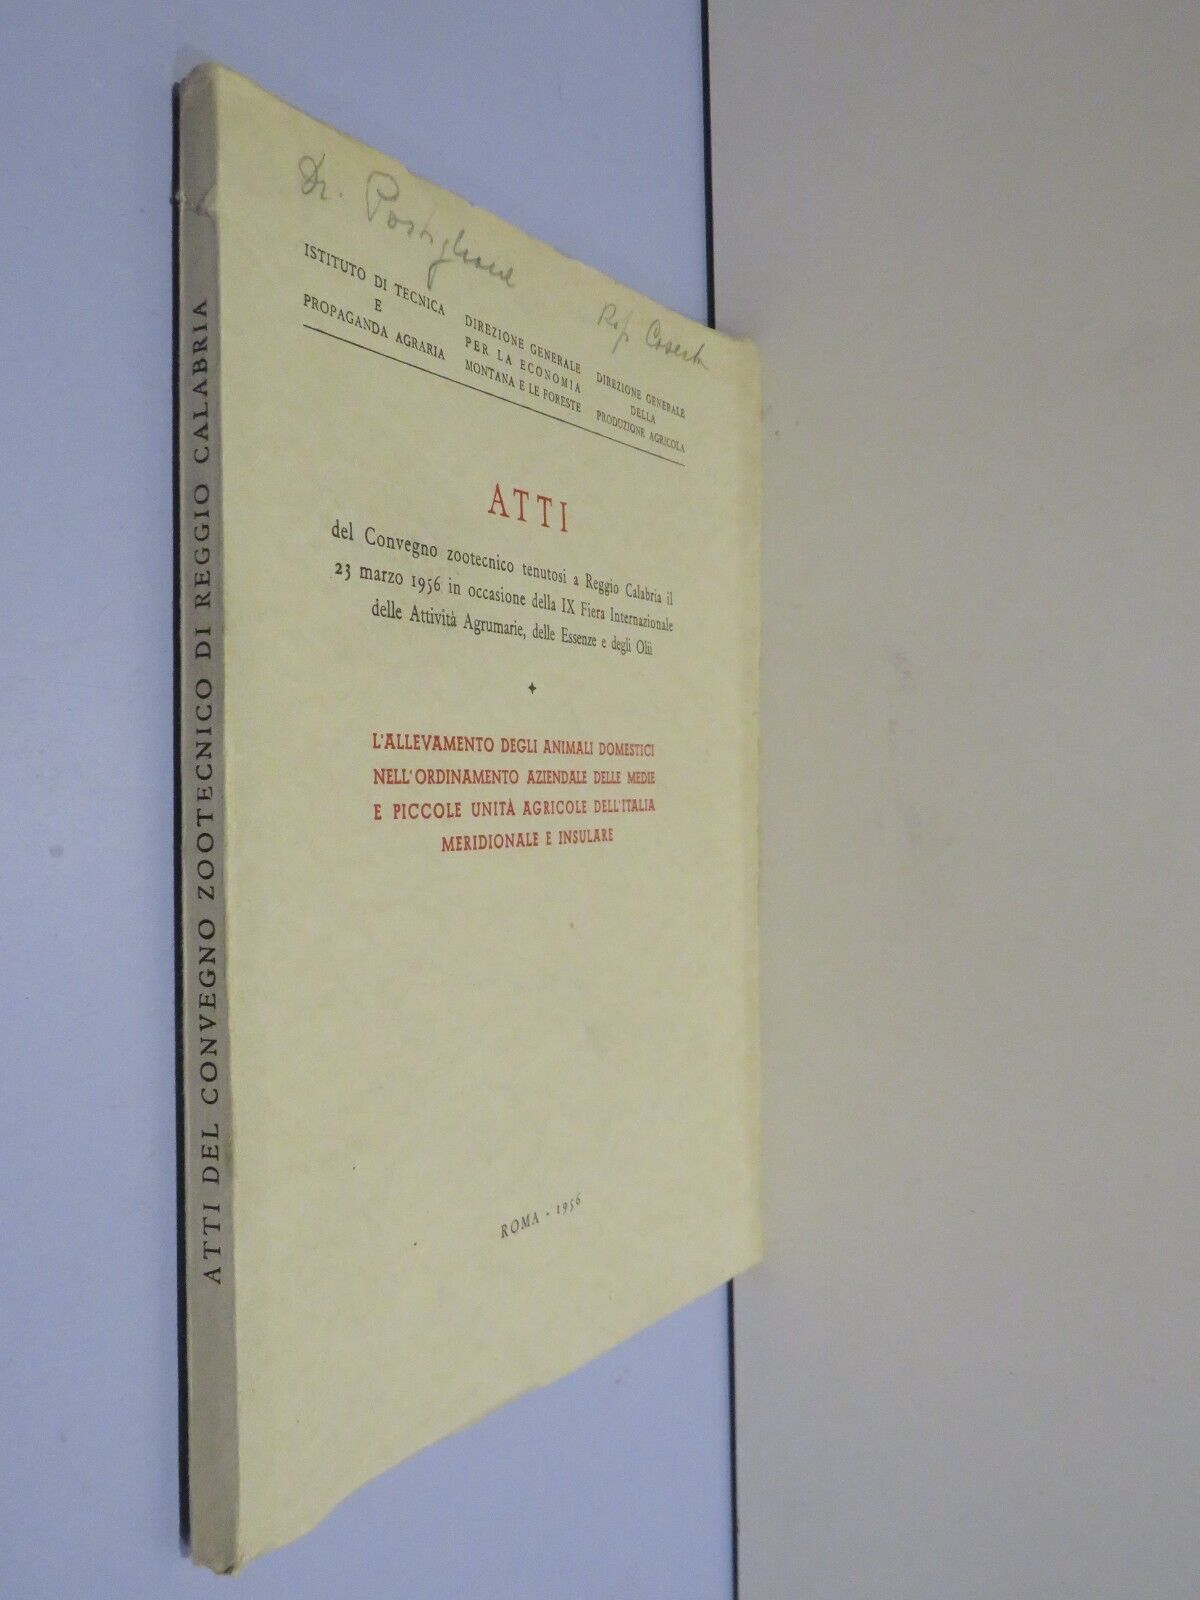 Dr. Postiglione
ISTITUTO DI TECNICA
E
PROPAGANDA AGRARIA
DIREZIONE GENERALE
PER LA ECONOMIA
MONTANA E LE FORESTE
DIREZIONE GENERALE
DELLA
PRODUZIONE AGRICOLA
ATTI
del Convegno zootecnico tenutosi a Reggio Calabria il
23 marzo 1956 in occasione della IX Fiera Internazionale
delle Attività Agrumarie, delle Essenze e degli Olii
L'ALLEVAMENTO DEGLI ANIMALI DOMESTICI
NELL'ORDINAMENTO AZIENDALE DELLE MEDIE
E PICCOLE UNITÀ AGRICOLE DELL'ITALIA
MERIDIONALE E INSULARE
ROMA - 1956
ATTI DEL CONVEGNO ZOOTECNICO DI REGGIO CALABRIA